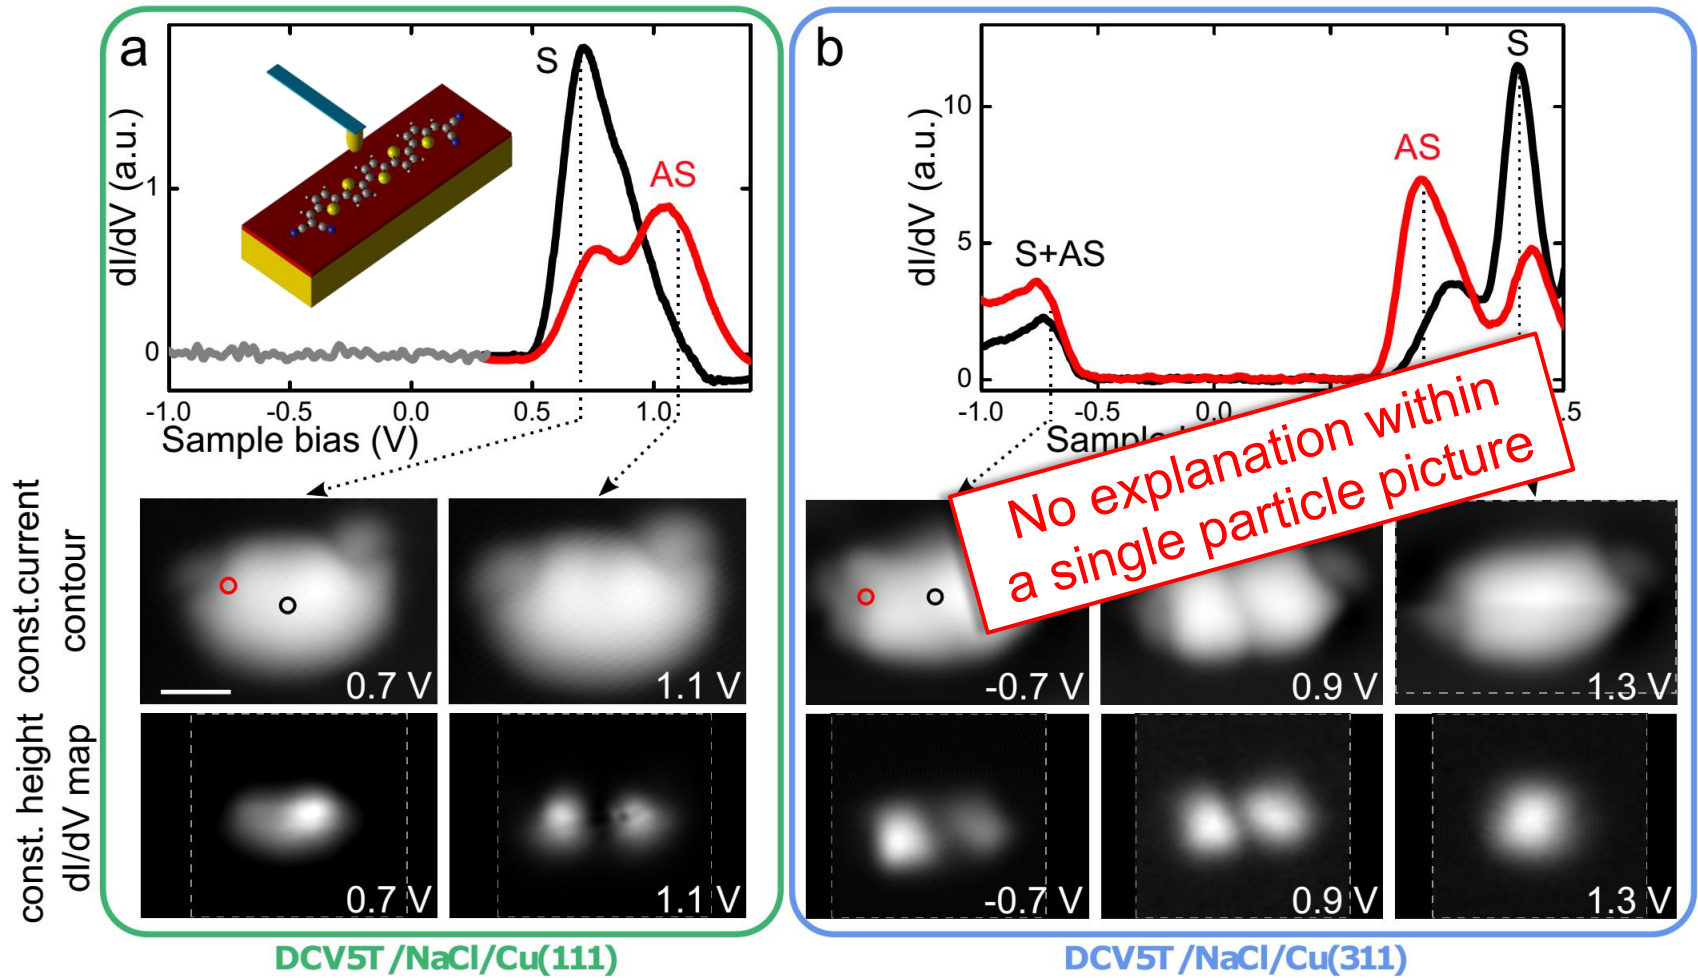 a
S
AS
dI/dV (a.u.)
1
0
-1.0 -0.5 0.0 0.5 1.0
Sample bias (V)
b
S
AS
S+AS
dI/dV (a.u.)
10
5
0
-1.0 -0.5 0.0 .5
No explanation within
a single particle picture
const.current
contour
0.7 V
1.1 V
-0.7 V
0.9 V
1.3 V
const. height
dI/dV map
0.7 V
1.1 V
-0.7 V
0.9 V
1.3 V
DCV5T/NaCl/Cu(111)
DCV5T/NaCl/Cu(311)